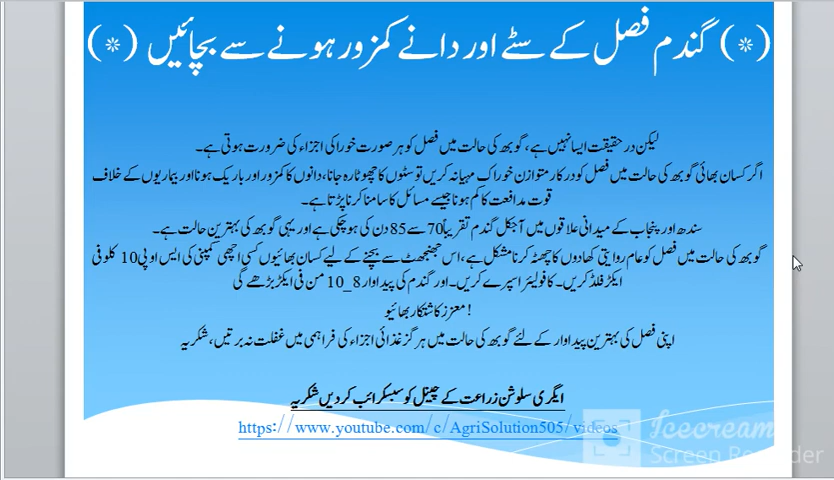 (*) گندم فصل کے سٹے اور دانے کمزور ہونے سے بچائیں (*)
لیکن در حقیقت ایسا نہیں ہے، گوبھ کی حالت میں فصل کو ہر صورت خوراکی اجزاء کی ضرورت ہوتی ہے۔
اگر کسان بھائی گوبھ کی حالت میں فصل کو درکار متوازن خوراک مہیا نہ کریں تو سٹوں کا چھوٹا رہ جانا، دانوں کا کمزور اور باریک ہونا اور بیماریوں کے خلاف
قوت مدافعت کا کم ہونا جیسے مسائل کا سامنا کرنا پڑتا ہے۔
سندھ اور پنجاب کے میدانی علاقوں میں آجکل گندم تقریباً 70 سے 85 دن کی ہوچکی ہے اور یہی گوبھ کی بہترین حالت ہے۔
گوبھ کی حالت میں فصل کو عام روایتی کھادوں کا چھٹہ کرنا مشکل ہے، اس جھنجھٹ سے بچنے کے لیے کسان بھائیوں کسی اچھی کمپنی کی ایس او پی 10 کلو فی
ایکڑ فلڈ کریں۔ کا فولیئر اسپرے کریں۔ اور گندم کی پیداوار 8_10 من فی ایکڑ بڑھے گی
! معزز کاشتکار بھائیو
اپنی فصل کی بہترین پیداوار کے لئے گوبھ کی حالت میں ہرگز غذائی اجزاء کی فراہمی میں غفلت نہ برتیں، شکریہ
ایگری سلوشن زراعت کے چینل کو سبسکرائب کر دیں شکریہ
https://www.youtube.com/c/AgriSolution505/videos
Icecream
Screen Recorder